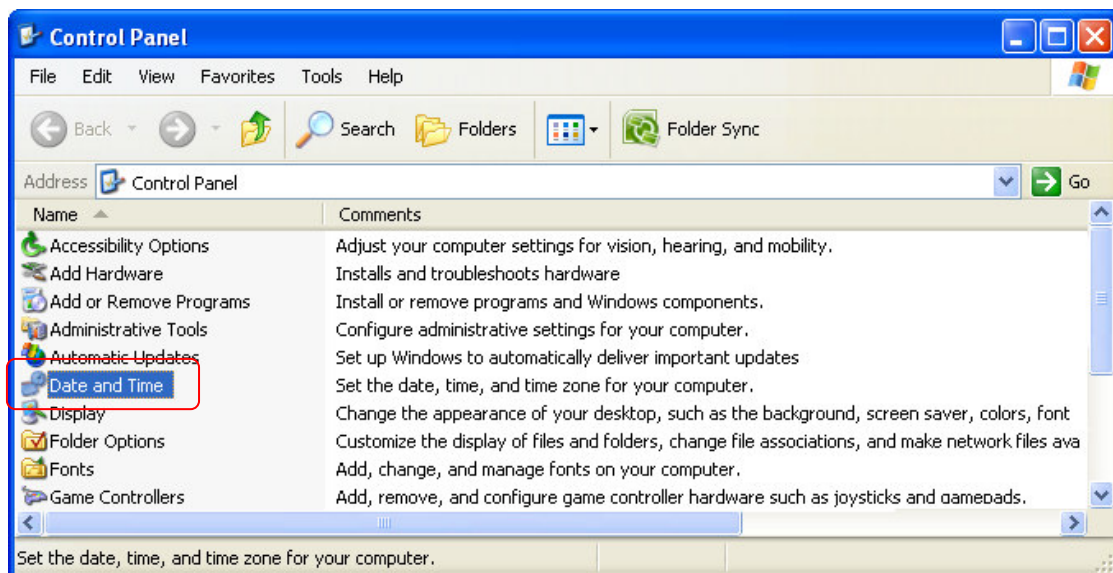 Control Panel
File Edit View Favorites Tools Help
Back Search Folders Folder Sync
Address Control Panel Go
Name Comments
Accessibility Options Adjust your computer settings for vision, hearing, and mobility.
Add Hardware Installs and troubleshoots hardware
Add or Remove Programs Install or remove programs and Windows components.
Administrative Tools Configure administrative settings for your computer.
Automatic Updates Set up Windows to automatically deliver important updates
Date and Time Set the date, time, and time zone for your computer.
Display Change the appearance of your desktop, such as the background, screen saver, colors, font
Folder Options Customize the display of files and folders, change file associations, and make network files ava
Fonts Add, change, and manage fonts on your computer.
Game Controllers Add, remove, and configure game controller hardware such as joysticks and gamepads.
Set the date, time, and time zone for your computer.